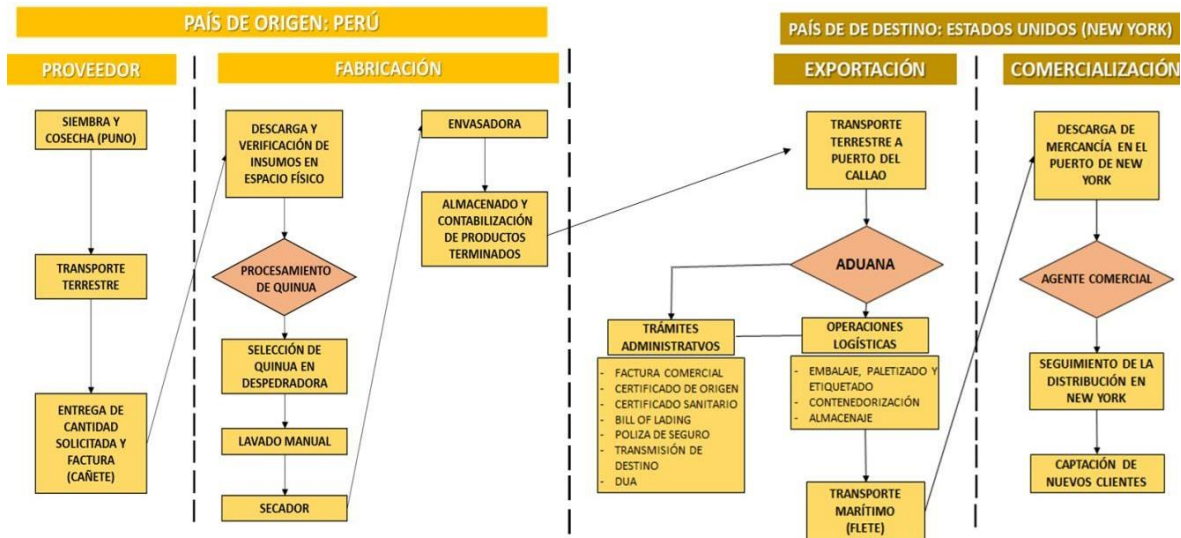 PAÍS DE ORIGEN: PERÚ
PAÍS DE DE DESTINO: ESTADOS UNIDOS (NEW YORK)
PROVEEDOR
FABRICACIÓN
EXPORTACIÓN
COMERCIALIZACIÓN
SIEMBRA Y
COSECHA (PUNO)
TRANSPORTE
TERRESTRE
ENTREGA DE
CANTIDAD
SOLICITADA Y
FACTURA
(CAÑETE)
DESCARGA Y
VERIFICACIÓN DE
INSUMOS EN
ESPACIO FÍSICO
PROCESAMIENTO
DE QUINUA
SELECCIÓN DE
QUINUA EN
DESPEDRADORA
LAVADO MANUAL
SECADOR
ENVASADORA
ALMACENADO Y
CONTABILIZACIÓN
DE PRODUCTOS
TERMINADOS
TRANSPORTE
TERRESTRE A
PUERTO DEL
CALLAO
ADUANA
TRÁMITES
ADMINISTRATVOS
- FACTURA COMERCIAL
- CERTIFICADO DE ORIGEN
- CERTIFICADO SANITARIO
- BILL OF LADING
- POLIZA DE SEGURO
- TRANSMISIÓN DE
DESTINO
- DUA
OPERACIONES
LOGÍSTICAS
- EMBALAJE, PALETIZADO Y
ETIQUETADO
- CONTENEDORIZACIÓN
- ALMACENAJE
TRANSPORTE
MARÍTIMO
(FLETE)
DESCARGA DE
MERCANCÍA EN EL
PUERTO DE NEW
YORK
AGENTE COMERCIAL
SEGUIMIENTO DE LA
DISTRIBUCIÓN EN
NEW YORK
CAPTACIÓN DE
NUEVOS CLIENTES